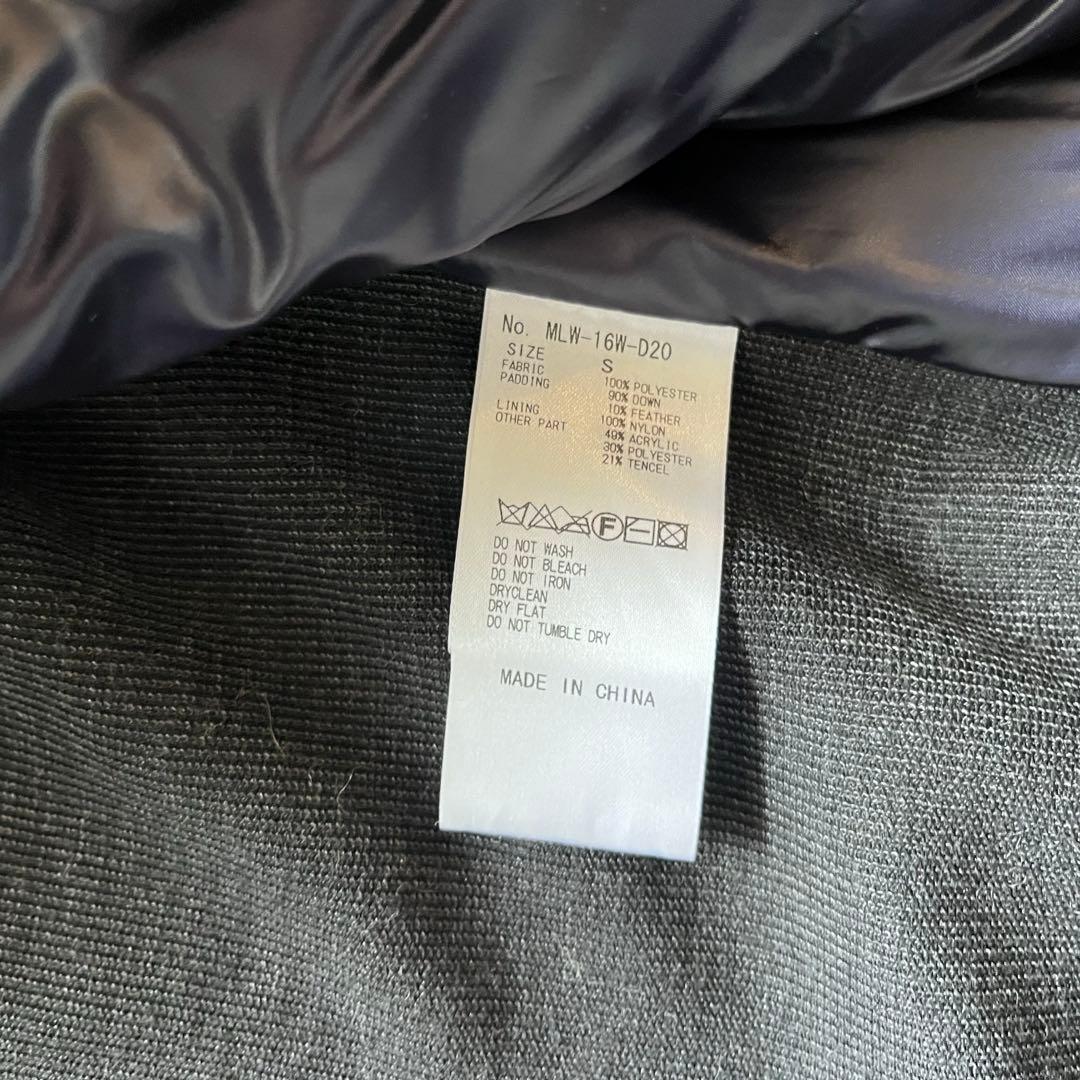 No. MLW-16W-D20
SIZE S
FABRIC 100% POLYESTER
PADDING 90% DOWN
10% FEATHER
LINING 100% NYLON
OTHER PART 49% ACRYLIC
30% POLYESTER
21% TENCEL
F
DO NOT WASH
DO NOT BLEACH
DO NOT IRON
DRYCLEAN
DRY FLAT
DO NOT TUMBLE DRY
MADE IN CHINA